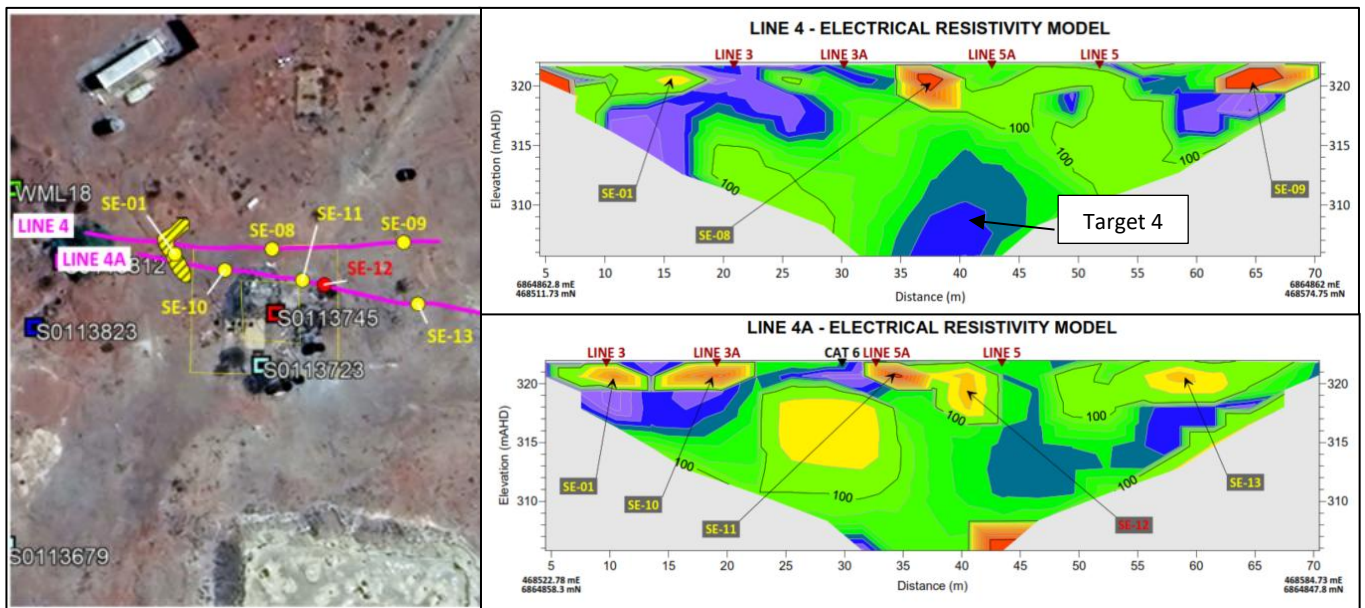 WML18
SE-01
LINE 4
LINE 4A
SE-08
SE-11
SE-09
SE-12
SE-10
SE-13
S0113745
S0113823
S0113723
S0113679
LINE 4 - ELECTRICAL RESISTIVITY MODEL
LINE 3
LINE 3A
LINE 5A
LINE 5
320
315
310
Elevation (mAHD)
320
315
310
100
100
100
100
SE-01
SE-08
SE-09
Target 4
5 10 15 20 25 30 35 40 45 50 55 60 65 70
6864862.8 mE
468511.73 mN
Distance (m)
6864862 mE
468574.75 mN
LINE 4A - ELECTRICAL RESISTIVITY MODEL
LINE 3
LINE 3A
CAT 6
LINE 5A
LINE 5
320
315
310
Elevation (mAHD)
320
315
310
100
100
100
100
100
SE-01
SE-10
SE-11
SE-12
SE-13
5 10 15 20 25 30 35 40 45 50 55 60 65 70
468522.78 mE
6864858.3 mN
Distance (m)
468584.73 mE
6864847.8 mN